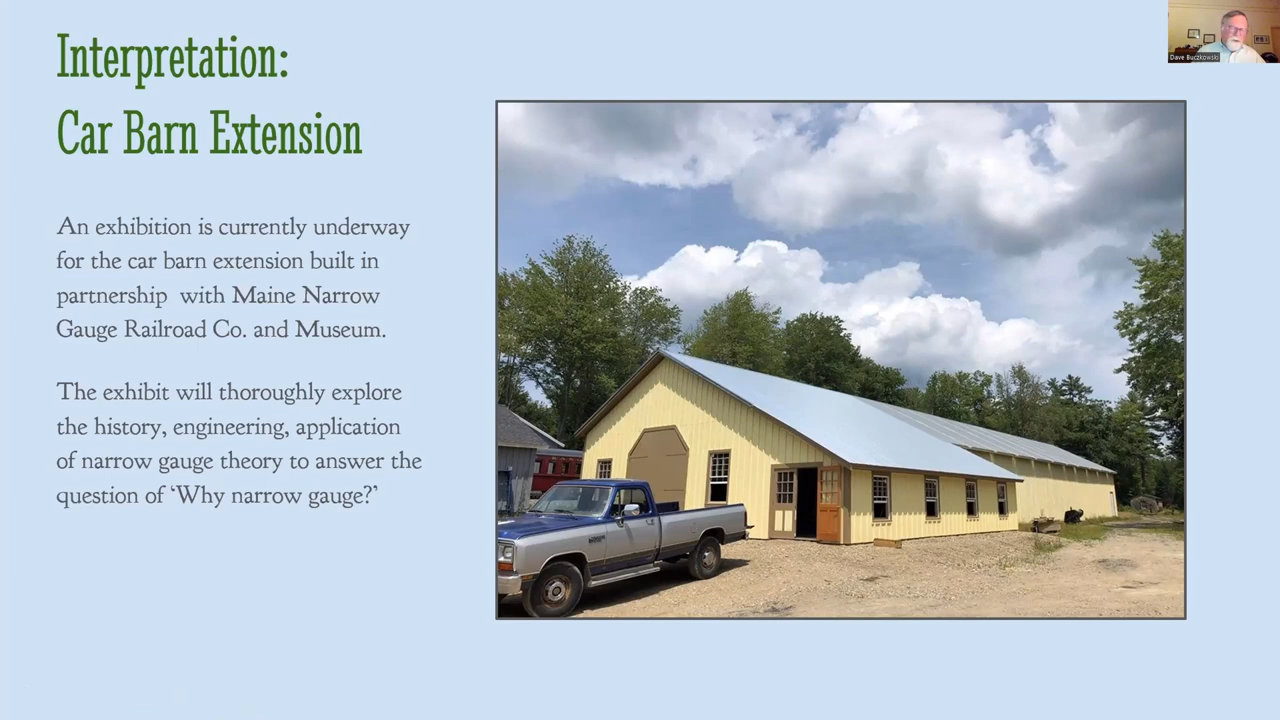 Interpretation:
Car Barn Extension
An exhibition is currently underway
for the car barn extension built in
partnership with Maine Narrow
Gauge Railroad Co. and Museum.
The exhibit will thoroughly explore
the history, engineering, application
of narrow gauge theory to answer the
question of ‘Why narrow gauge?’
Dave Buczkowski